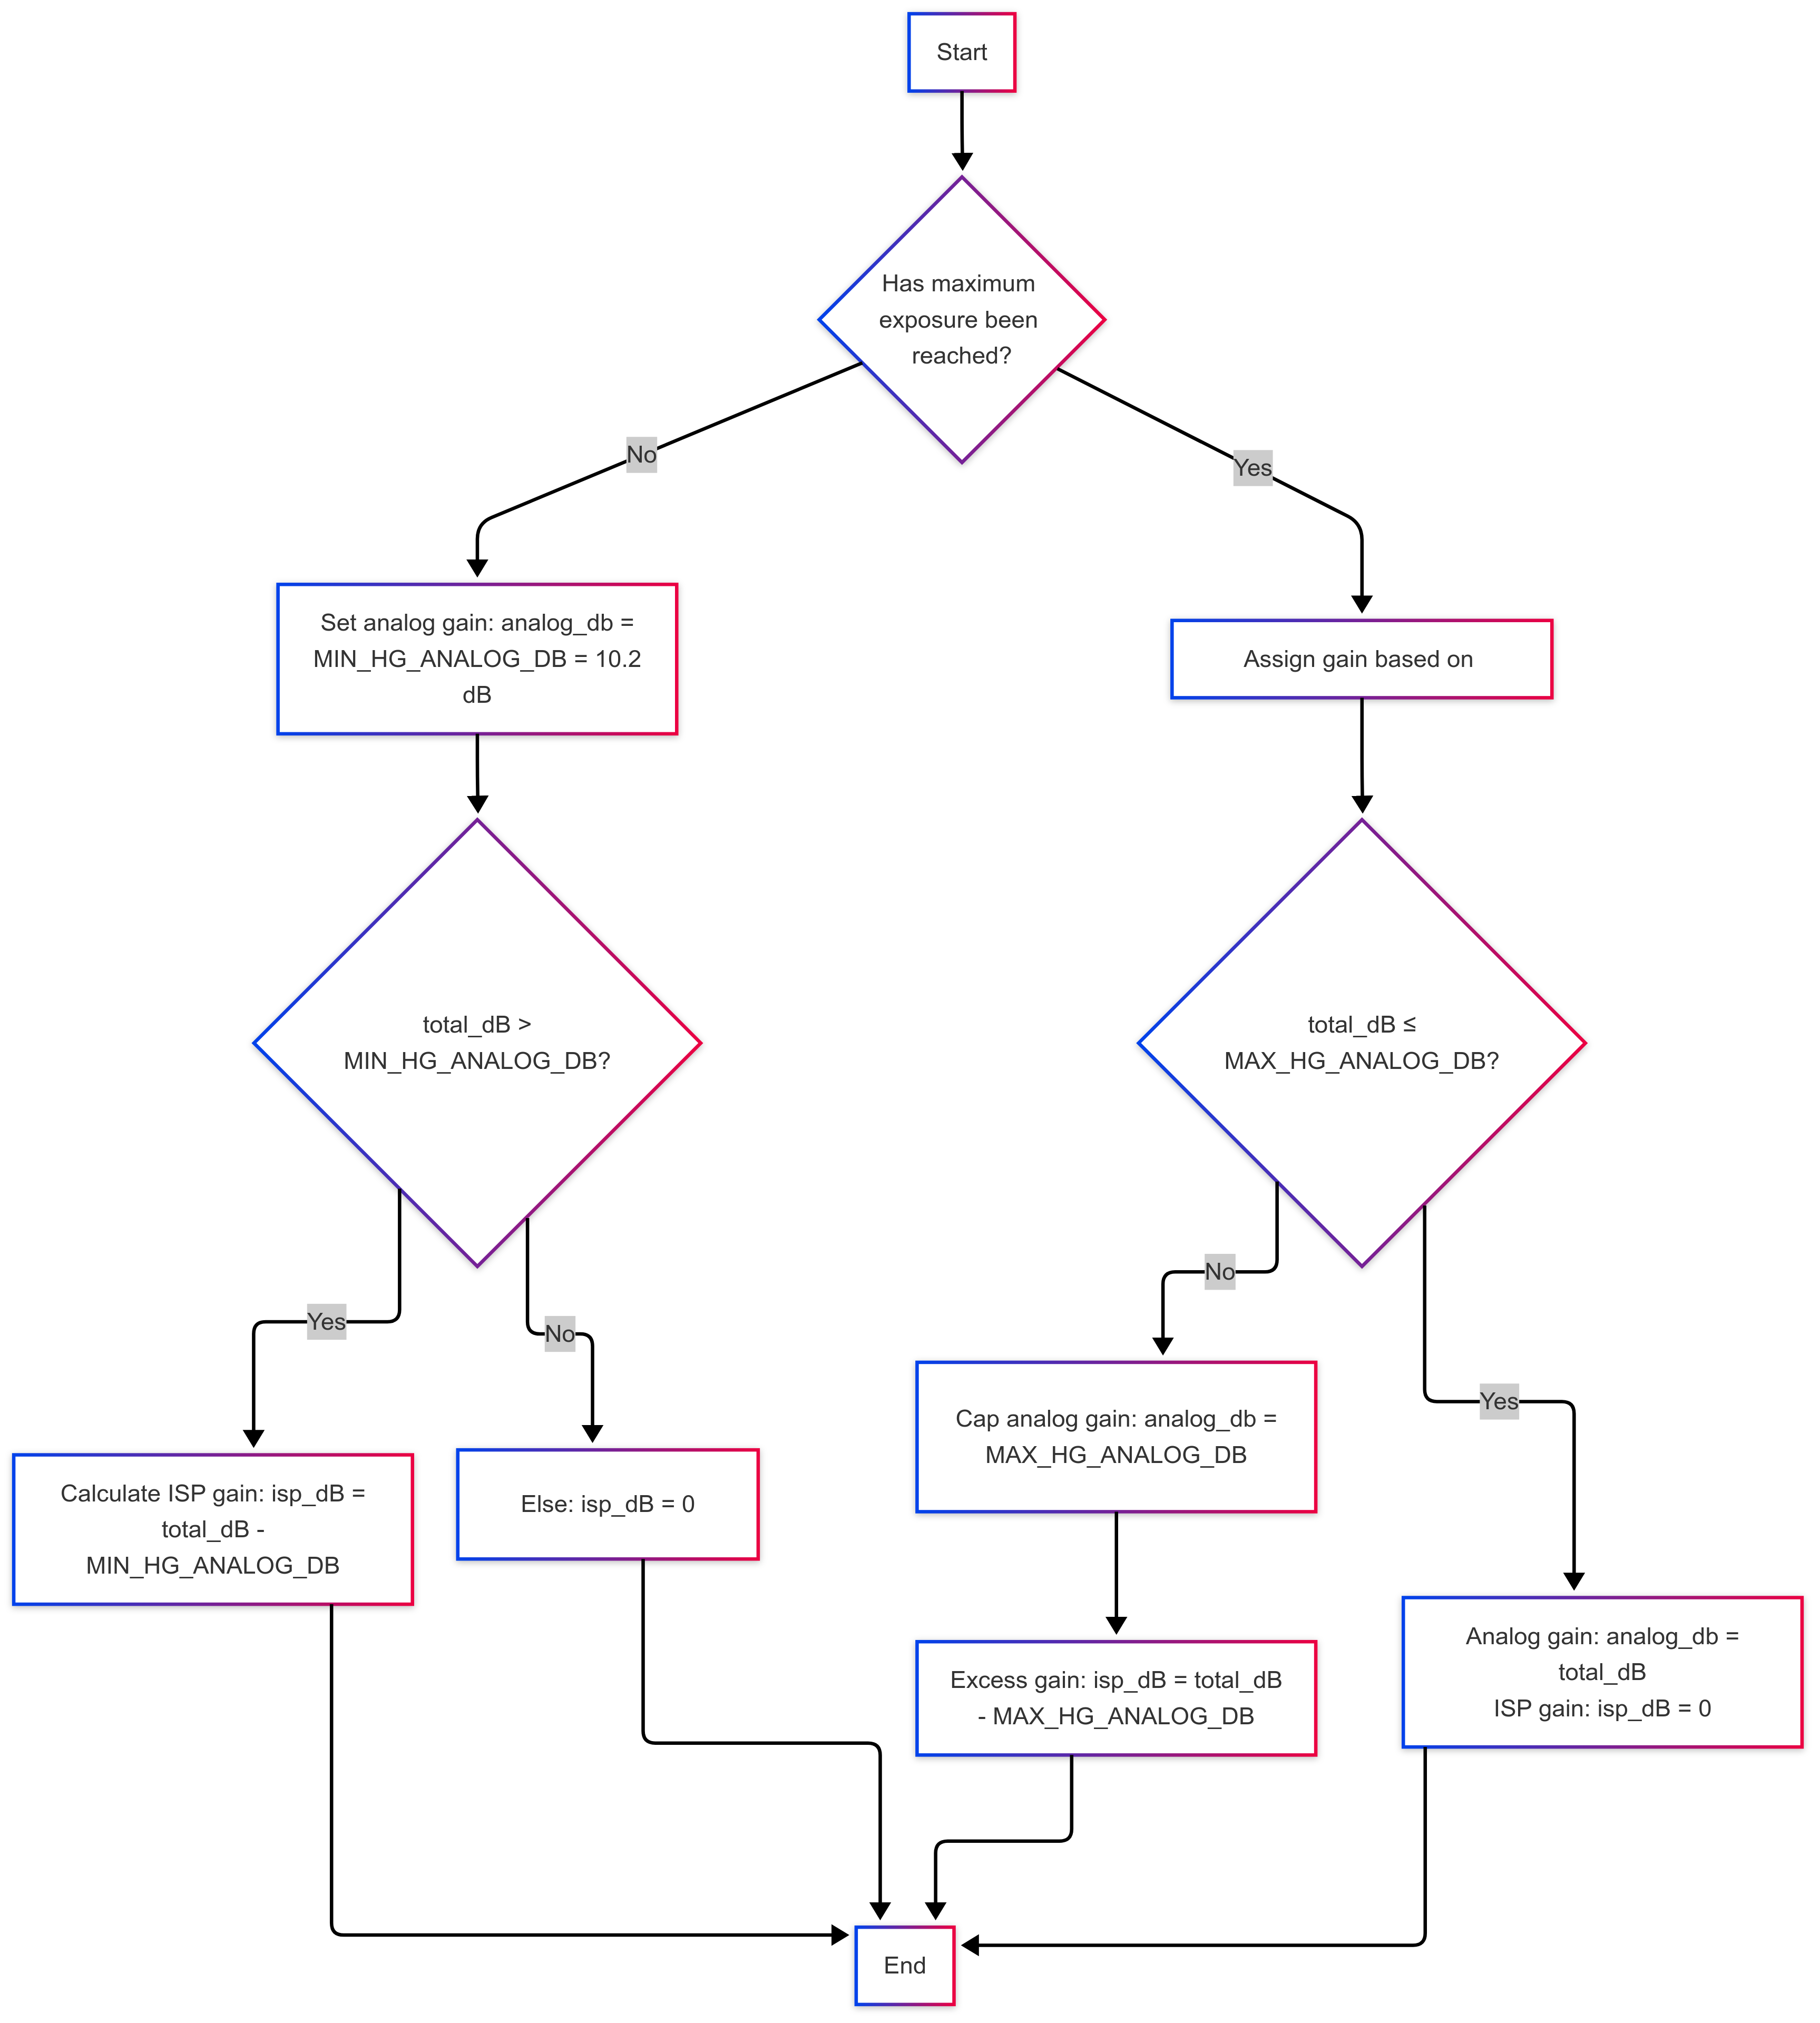 Start
Has maximum
exposure been
reached?
No
Yes
Set analog gain: analog_db =
MIN_HG_ANALOG_DB = 10.2
dB
Assign gain based on
total_dB >
MIN_HG_ANALOG_DB?
total_dB ≤
MAX_HG_ANALOG_DB?
Yes
No
No
Yes
Calculate ISP gain: isp_dB =
total_dB -
MIN_HG_ANALOG_DB
Else: isp_dB = 0
Cap analog gain: analog_db =
MAX_HG_ANALOG_DB
Excess gain: isp_dB = total_dB
- MAX_HG_ANALOG_DB
Analog gain: analog_db =
total_dB
ISP gain: isp_dB = 0
End